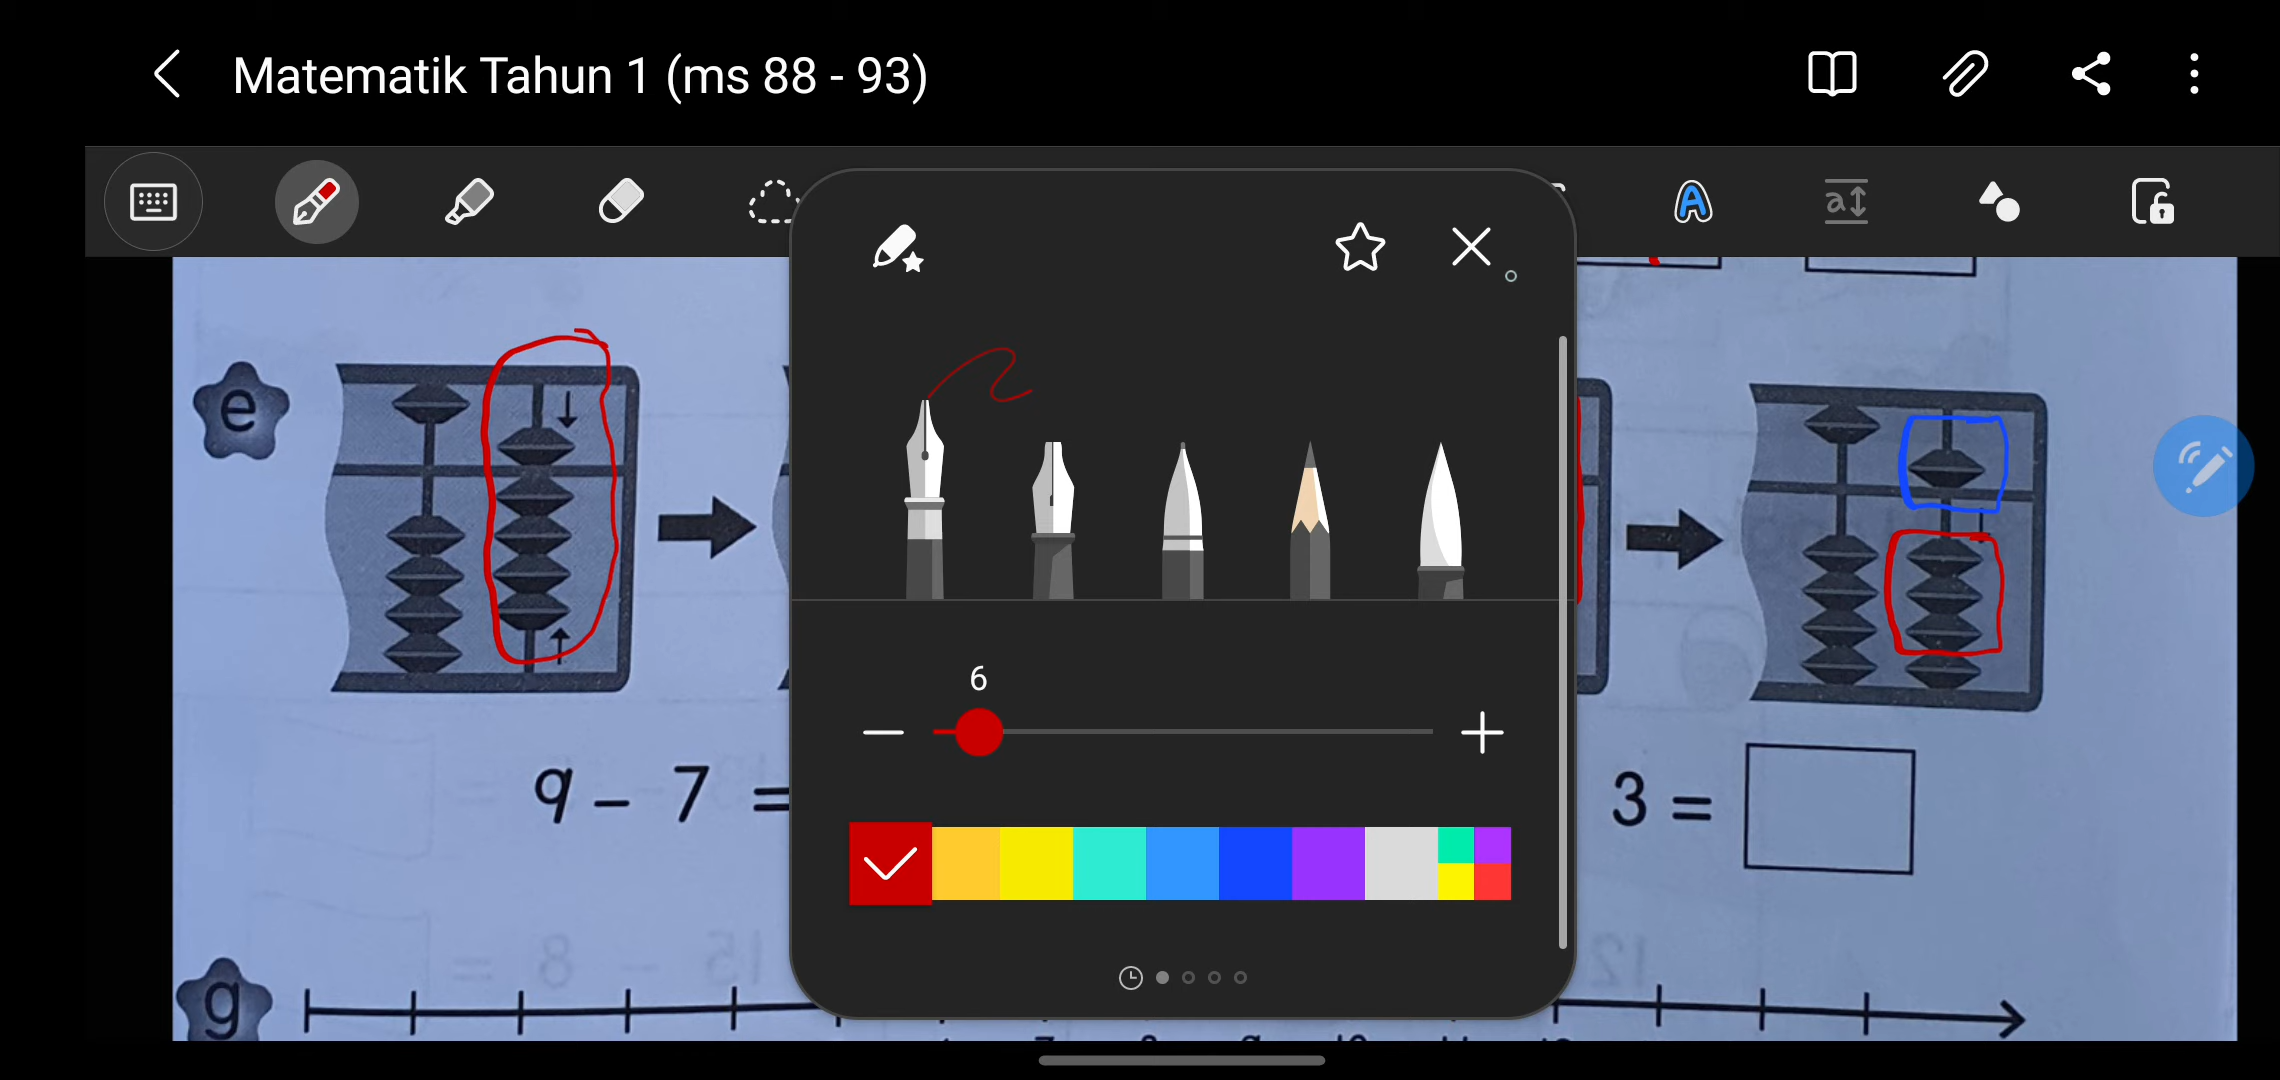 Matematik Tahun 1 (ms 88 - 93)
A
a
e
6
9 - 7 =
3 =
g